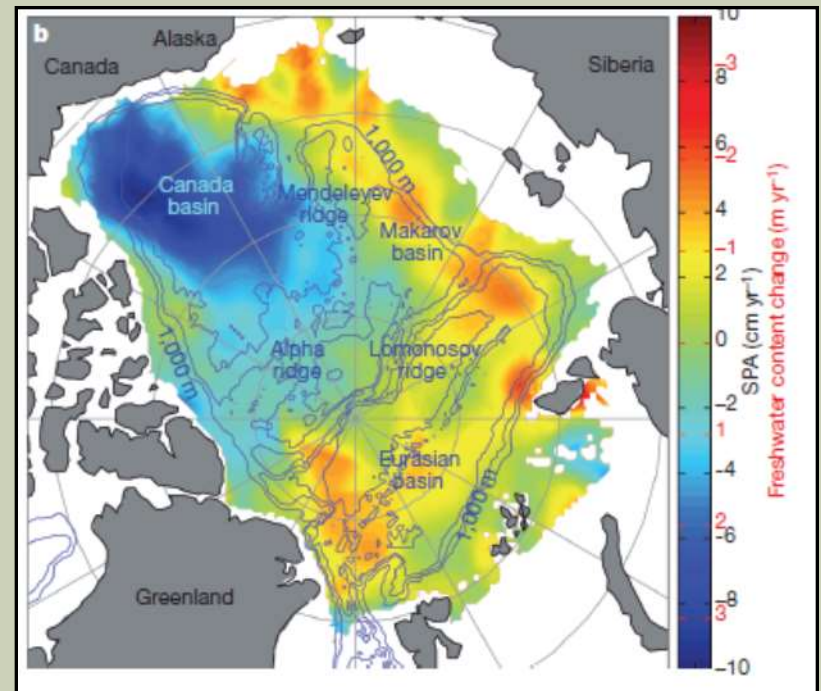 b
Alaska
Canada
Siberia
Canada
basin
Mendeleyev
ridge
1,000 m
Makarov
basin
1,000 m
Alpha
ridge
Lomonosov
ridge
Eurasian
basin
1,000 m
Greenland
10
8
6
4
2
0
–2
–4
–6
–8
–10
–3
–2
–1
1
2
3
SPA (cm yr⁻¹)
Freshwater content change (m yr⁻¹)